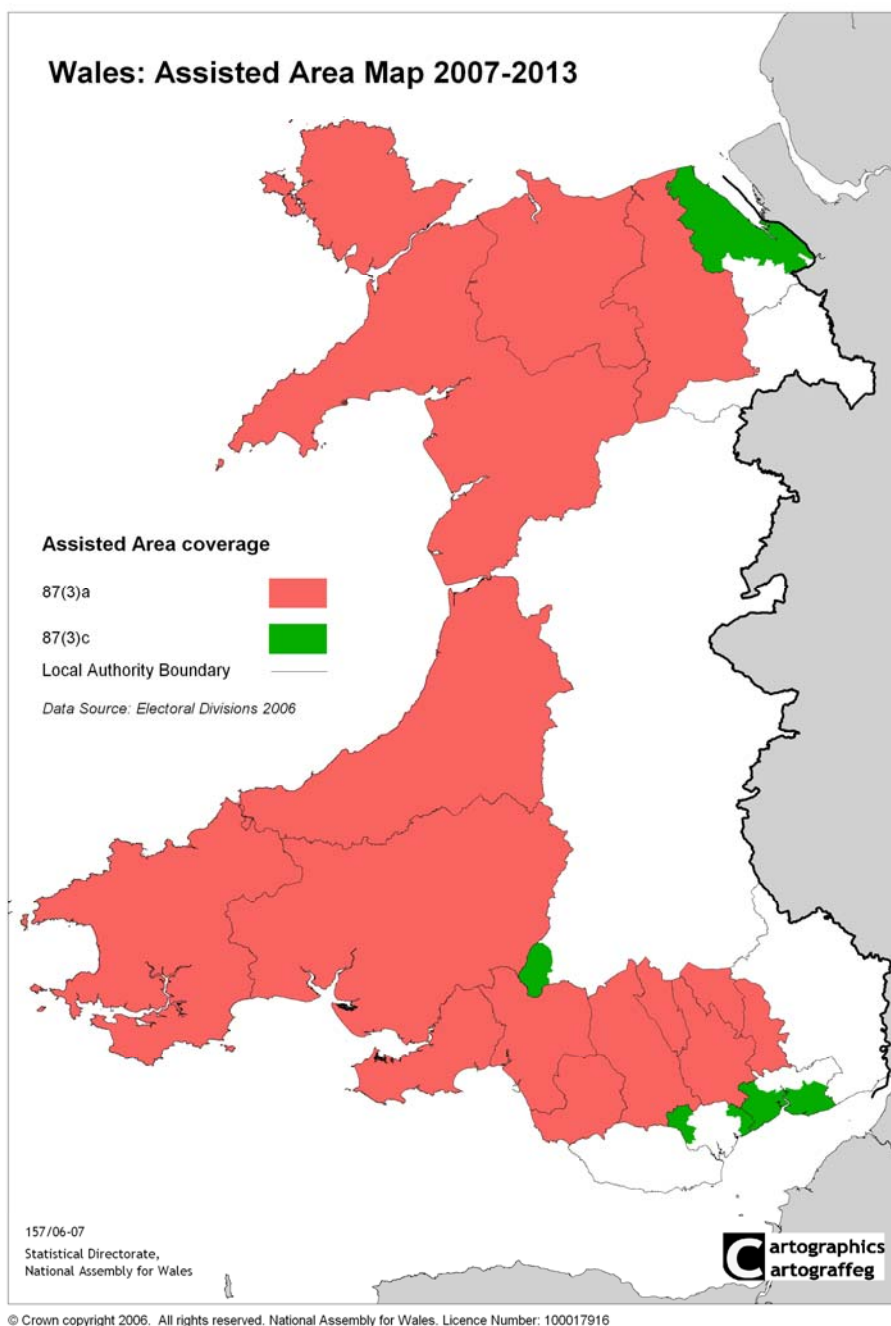 Wales: Assisted Area Map 2007-2013
Assisted Area coverage
87(3)a
87(3)c
Local Authority Boundary
Data Source: Electoral Divisions 2006
157/06-07
Statistical Directorate,
National Assembly for Wales
C artographics
artograffeg
© Crown copyright 2006. All rights reserved. National Assembly for Wales. Licence Number: 100017916